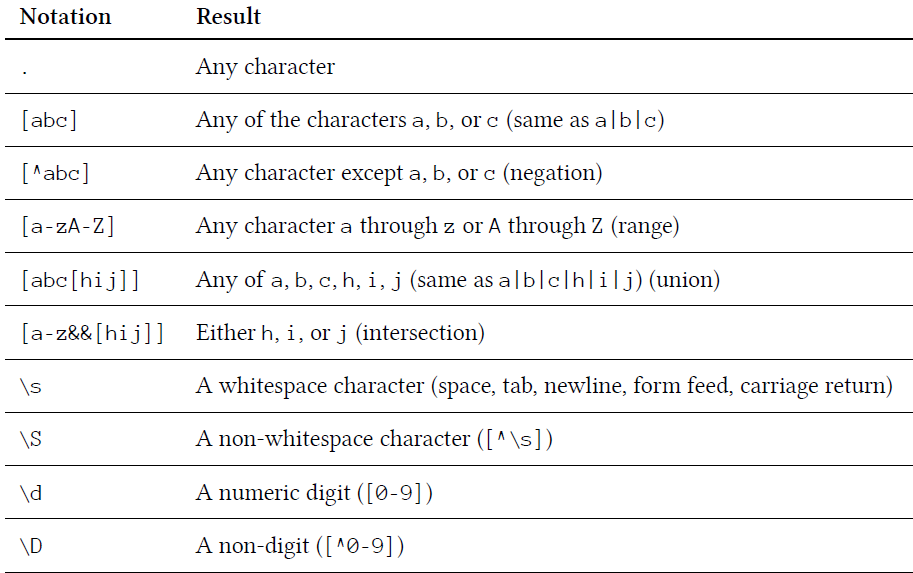 Notation Result
. Any character
[abc] Any of the characters a, b, or c (same as a|b|c)
[^abc] Any character except a, b, or c (negation)
[a-zA-Z] Any character a through z or A through Z (range)
[abc[hij]] Any of a, b, c, h, i, j (same as a|b|c|h|i|j) (union)
[a-z&&[hij]] Either h, i, or j (intersection)
\s A whitespace character (space, tab, newline, form feed, carriage return)
\S A non-whitespace character ([^\s])
\d A numeric digit ([0-9])
\D A non-digit ([^0-9])